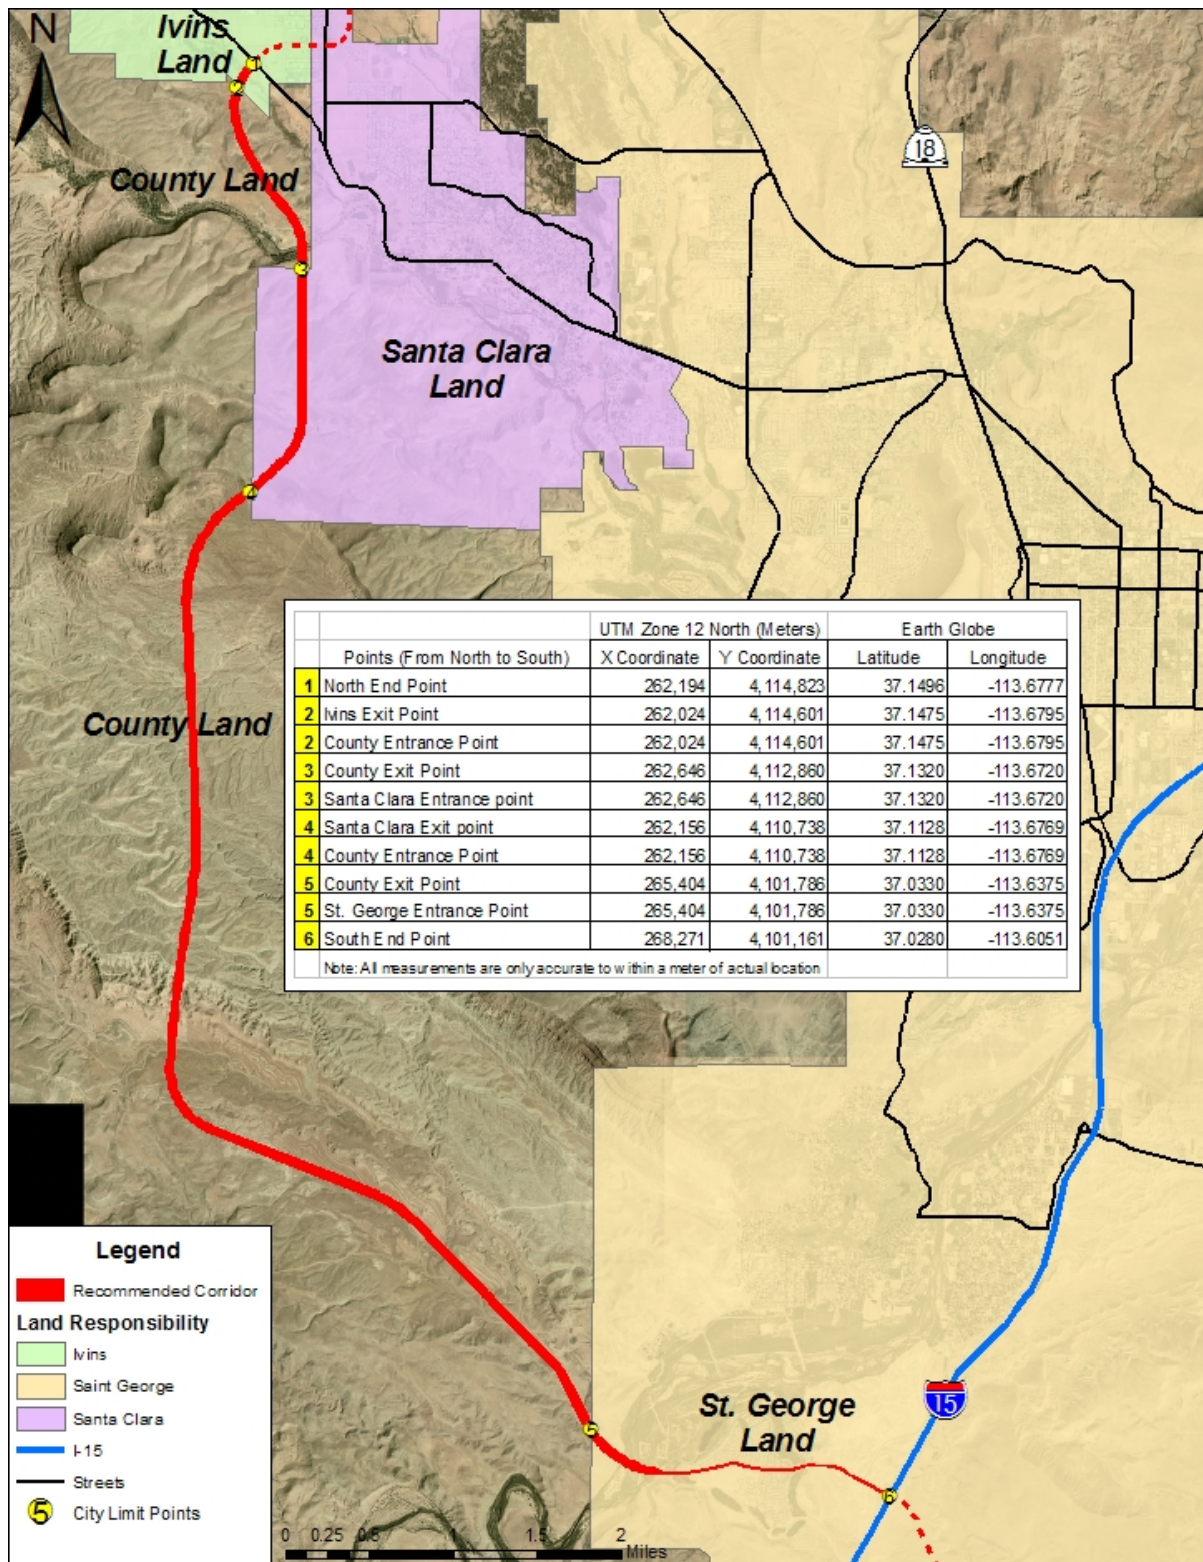 N
Ivins
Land
1
2
County Land
18
3
Santa Clara
Land
4
UTM Zone 12 North (Meters) Earth Globe
Points (From North to South) X Coordinate Y Coordinate Latitude Longitude
1 North End Point 262,194 4,114,823 37.1496 -113.6777
2 Ivins Exit Point 262,024 4,114,601 37.1475 -113.6795
2 County Entrance Point 262,024 4,114,601 37.1475 -113.6795
3 County Exit Point 262,646 4,112,860 37.1320 -113.6720
3 Santa Clara Entrance point 262,646 4,112,860 37.1320 -113.6720
4 Santa Clara Exit point 262,156 4,110,738 37.1128 -113.6769
4 County Entrance Point 262,156 4,110,738 37.1128 -113.6769
5 County Exit Point 265,404 4,101,786 37.0330 -113.6375
5 St. George Entrance Point 265,404 4,101,786 37.0330 -113.6375
6 South End Point 268,271 4,101,161 37.0280 -113.6051
Note: All measurements are only accurate to within a meter of actual location
County Land
Legend
Recommended Corridor
Land Responsibility
Ivins
Saint George
Santa Clara
I-15
Streets
5 City Limit Points
15
St. George
Land
5
6
0 0.25 0.5 1 1.5 2
Miles